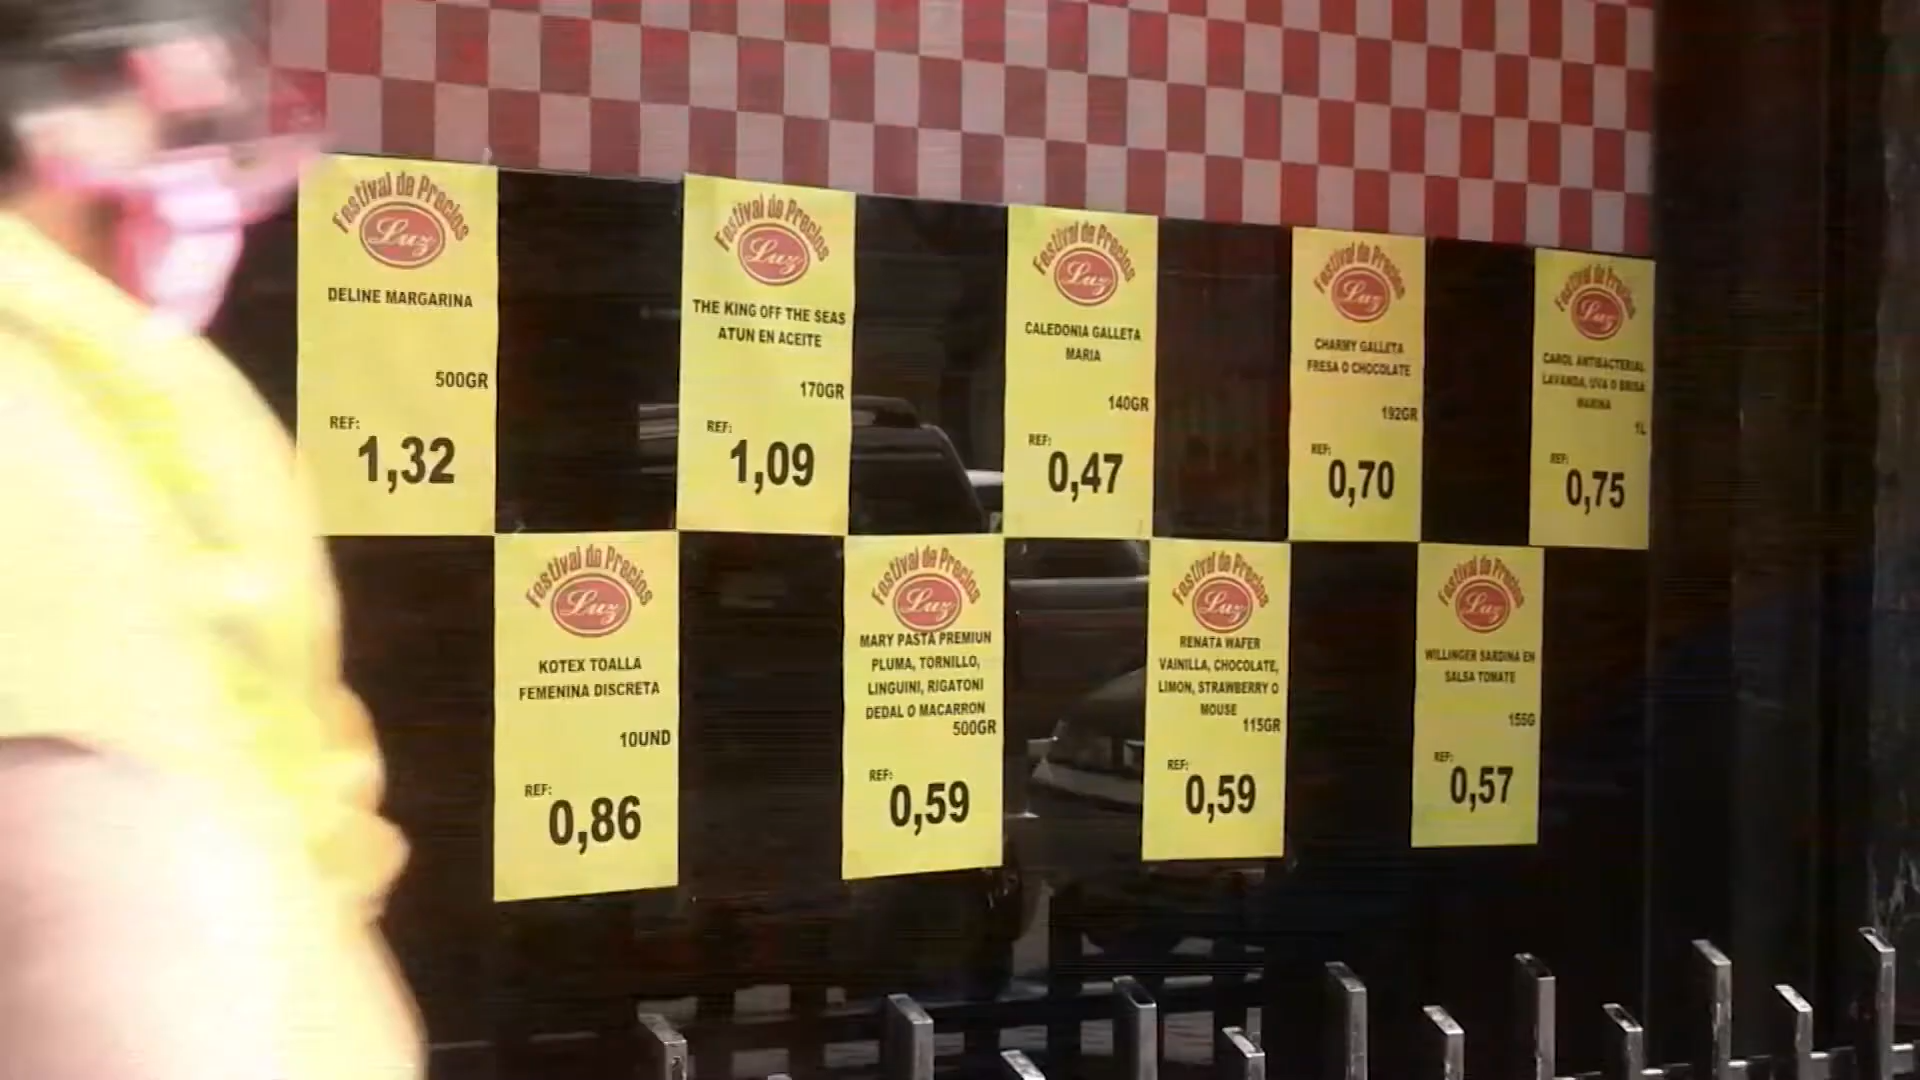 Festival de Precios
Luz
DELINE MARGARINA
500GR
REF:
1,32
Festival de Precios
Luz
THE KING OFF THE SEAS
ATUN EN ACEITE
170GR
REF:
1,09
Festival de Precios
Luz
CALEDONIA GALLETA
MARIA
140GR
REF:
0,47
Festival de Precios
Luz
CHARMY GALLETA
FRESA O CHOCOLATE
192GR
REF:
0,70
Festival de Precios
Luz
CAROL ANTIBACTERIAL
LAVANDA, UVA O BRISA
MARINA
1L
REF:
0,75
Festival de Precios
Luz
KOTEX TOALLA
FEMENINA DISCRETA
10UND
REF:
0,86
Festival de Precios
Luz
MARY PASTA PREMIUN
PLUMA, TORNILLO,
LINGUINI, RIGATONI
DEDAL O MACARRON
500GR
REF:
0,59
Festival de Precios
Luz
RENATA WAFER
VAINILLA, CHOCOLATE,
LIMON, STRAWBERRY O
MOUSE
115GR
REF:
0,59
Festival de Precios
Luz
WILLINGER SARDINA EN
SALSA TOMATE
155G
REF:
0,57